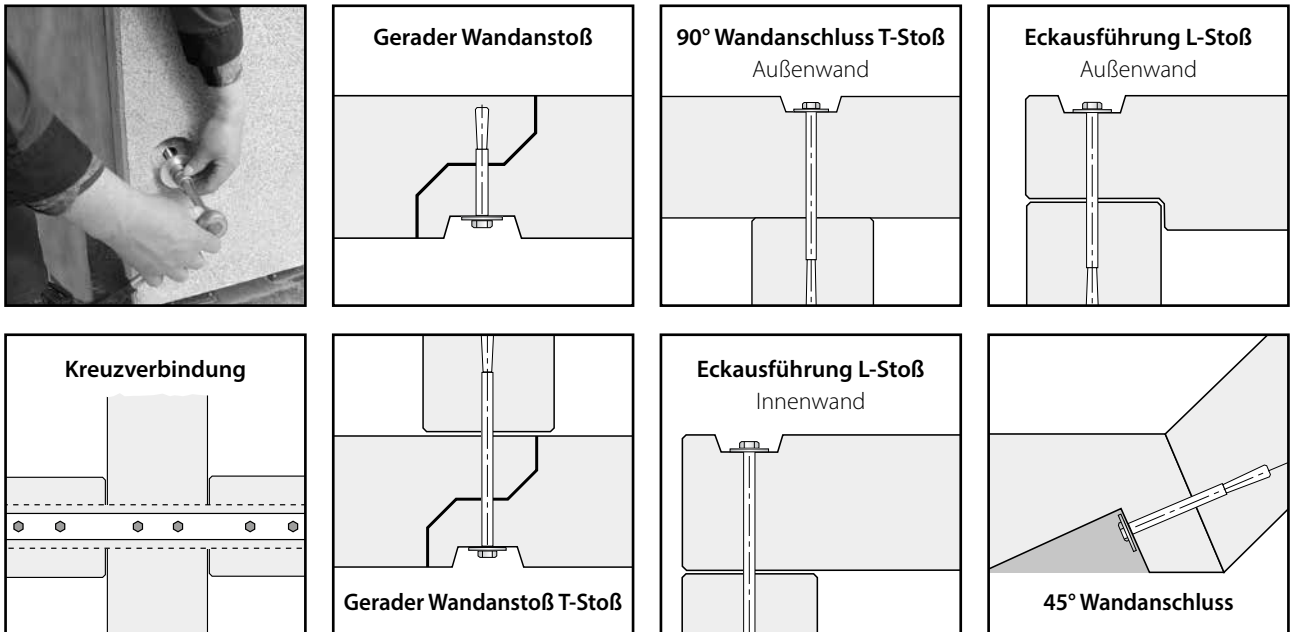 Gerader Wandanstoß
90° Wandanschluss T-Stoß
Außenwand
Eckausführung L-Stoß
Außenwand
Kreuzverbindung
Gerader Wandanstoß T-Stoß
Eckausführung L-Stoß
Innenwand
45° Wandanschluss